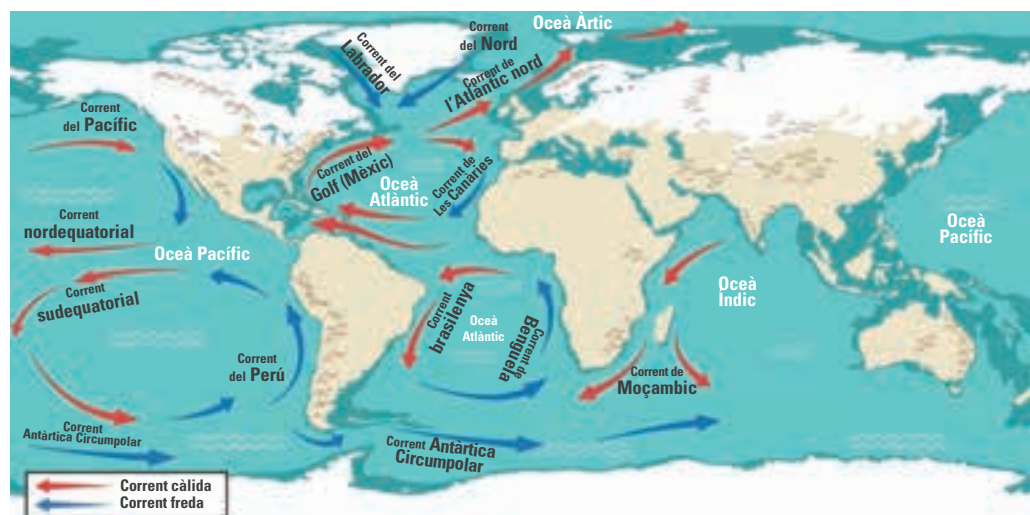 Oceà Àrtic
Corrent
del Nord
Corrent del
Labrador
Corrent de
l'Atlàntic nord
Corrent
del Pacífic
Corrent del
Golf (Mèxic)
Oceà
Atlàntic
Corrent de
Les Canàries
Corrent
nordequatorial
Oceà Pacífic
Oceà
Pacífic
Corrent
sudequatorial
Oceà
Índic
Corrent
brasilenya
Oceà
Atlàntic
Corrent de
Benguela
Corrent
del Perú
Corrent de
Moçambic
Corrent
Antàrtica Circumpolar
Corrent Antàrtica
Circumpolar
Corrent càlida
Corrent freda